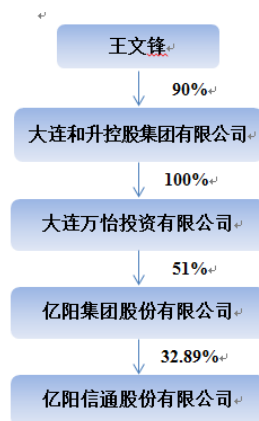 王文锋
90%
大连和升控股集团有限公司
100%
大连万怡投资有限公司
51%
亿阳集团股份有限公司
32.89%
亿阳信通股份有限公司